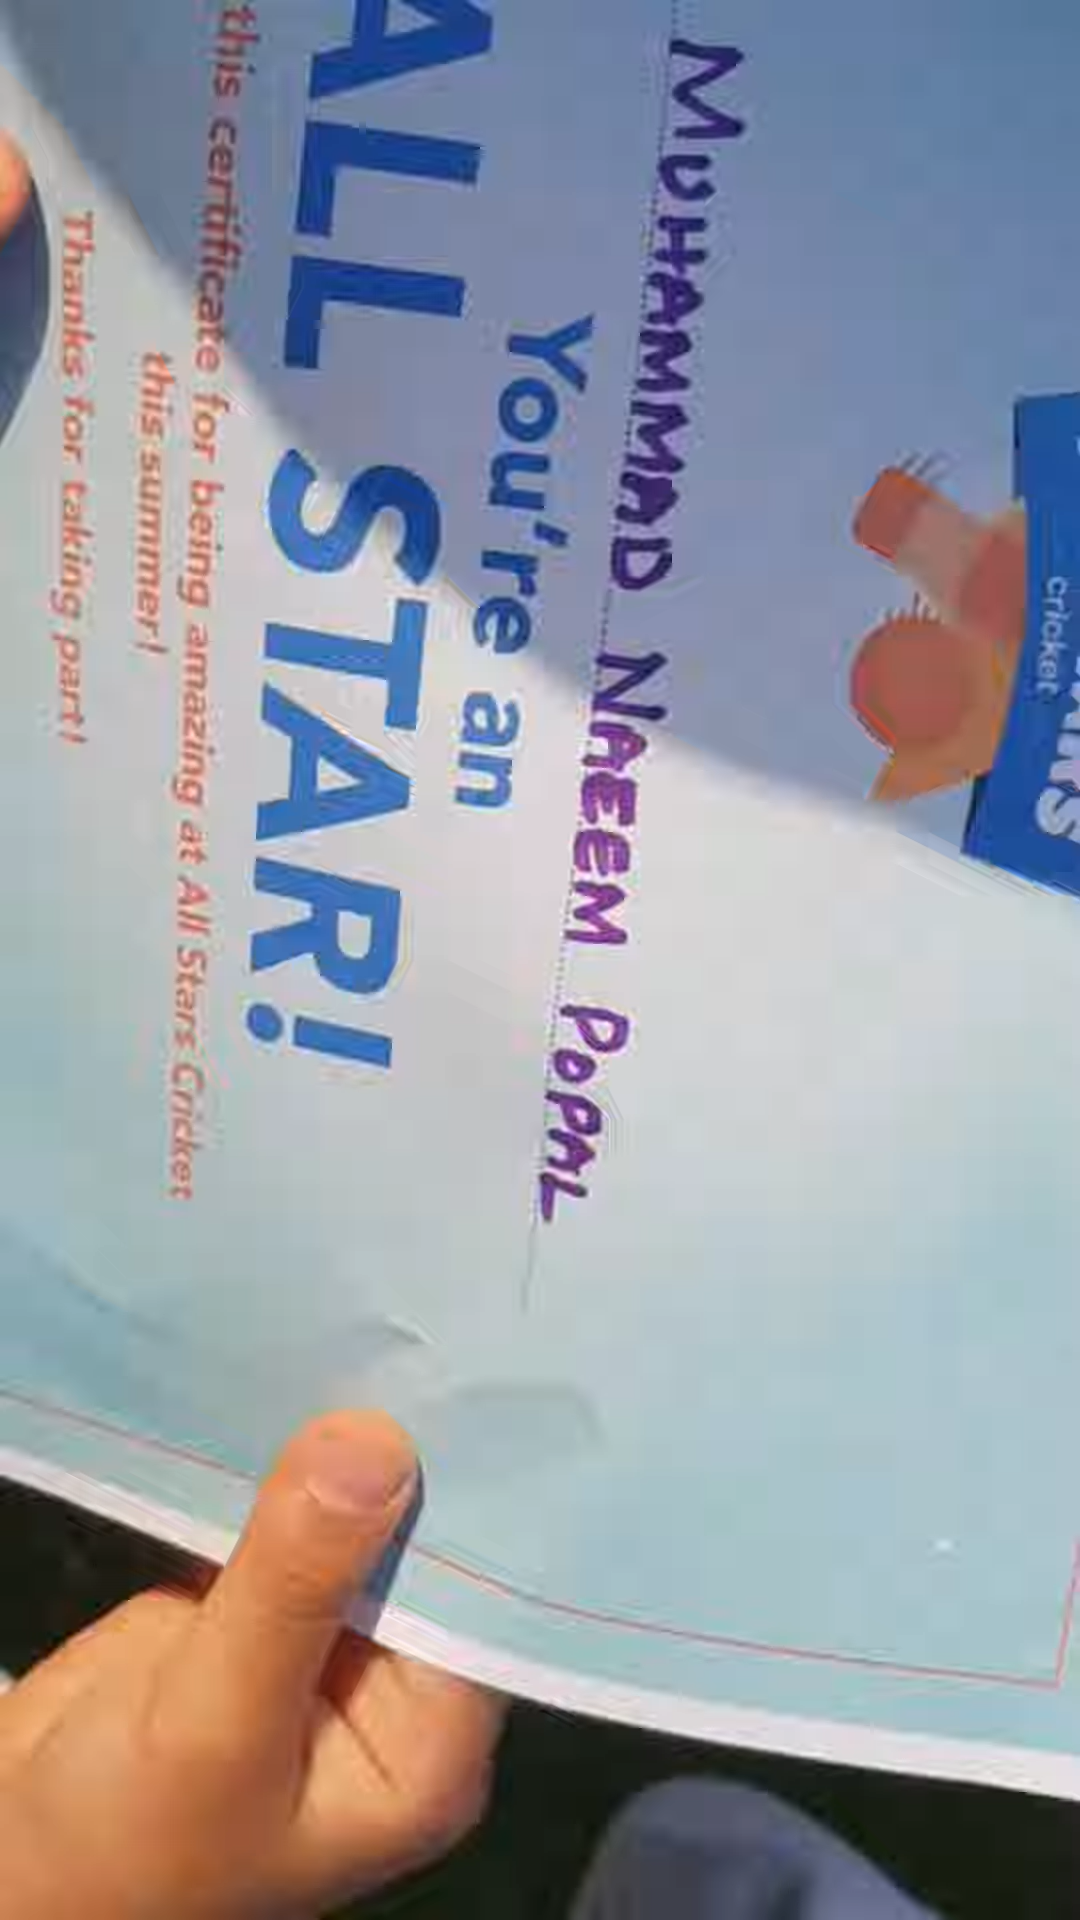 cricket
MUHAMMAD NAEEM POPAL
You're an
ALL STAR!
this certificate for being amazing at All Stars Cricket
this summer!
Thanks for taking part!